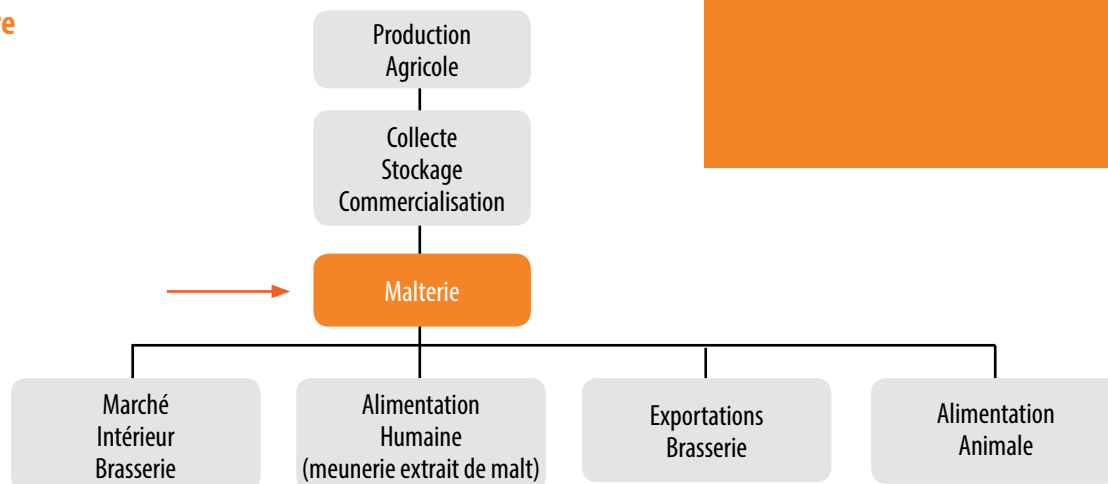 Production
Agricole
Collecte
Stockage
Commercialisation
Malterie
Marché
Intérieur
Brasserie
Alimentation
Humaine
(meunerie extrait de malt)
Exportations
Brasserie
Alimentation
Animale